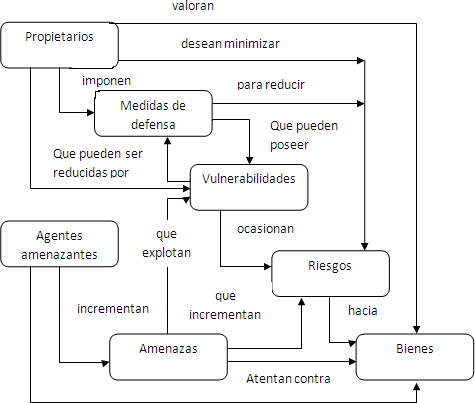 valoran
Propietarios
desean minimizar
imponen
para reducir
Medidas de
defensa
Que pueden
poseer
Que pueden ser
reducidas por
Vulnerabilidades
Agentes
amenazantes
que
explotan
ocasionan
Riesgos
incrementan
que
incrementan
hacia
Amenazas
Bienes
Atentan contra